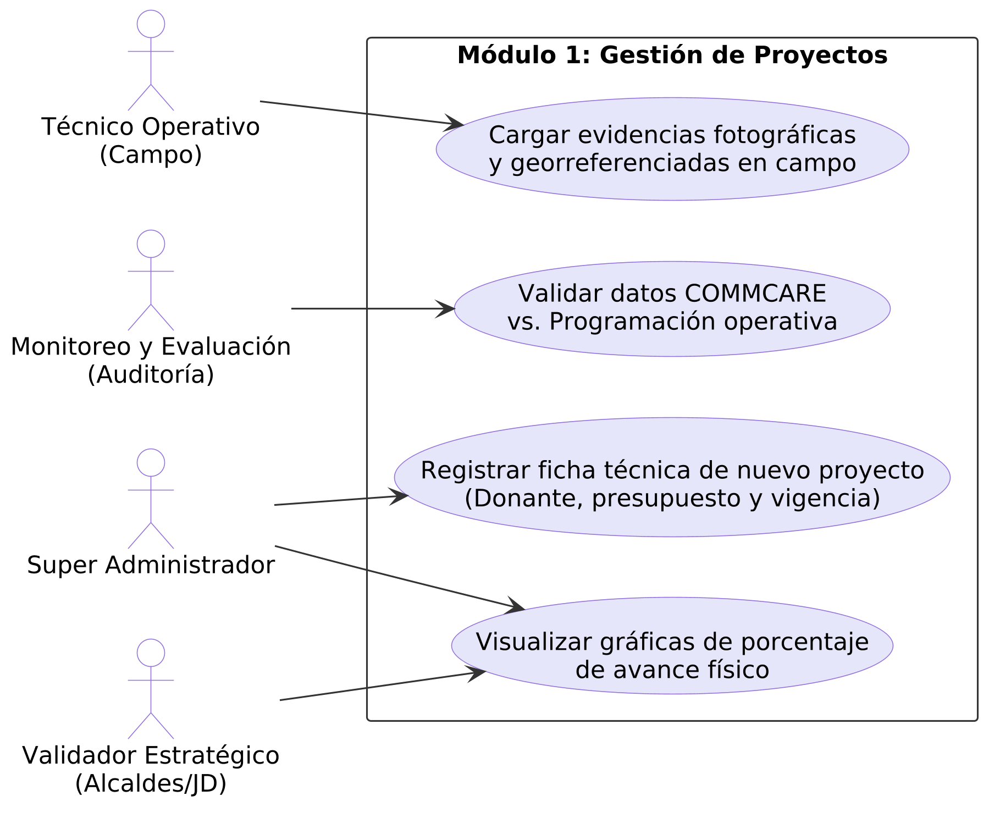 Módulo 1: Gestión de Proyectos
Técnico Operativo
(Campo)
Cargar evidencias fotográficas
y georreferenciadas en campo
Monitoreo y Evaluación
(Auditoría)
Validar datos COMMCARE
vs. Programación operativa
Super Administrador
Registrar ficha técnica de nuevo proyecto
(Donante, presupuesto y vigencia)
Visualizar gráficas de porcentaje
de avance físico
Validador Estratégico
(Alcaldes/JD)